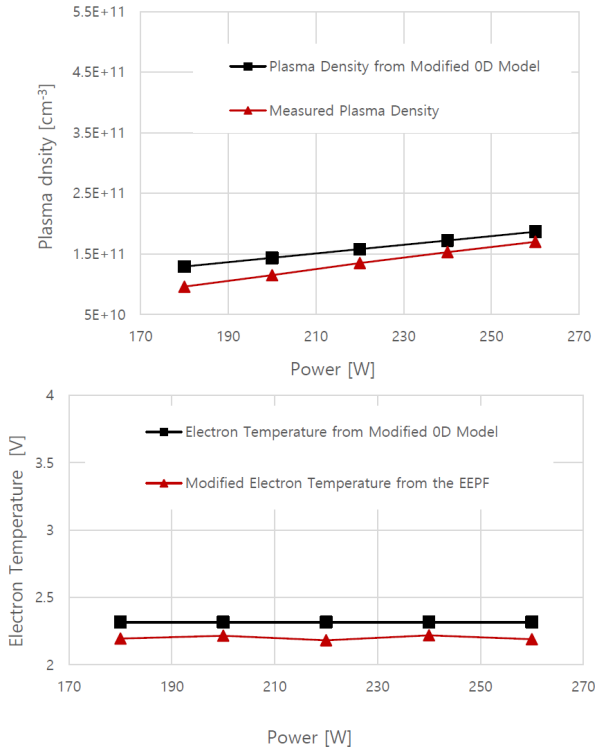 5.5E+11
4.5E+11
3.5E+11
2.5E+11
1.5E+11
5E+10
Plasma dnsity [cm-³]
Plasma Density from Modified 0D Model
Measured Plasma Density
170 190 210 230 250 270
Power [W]
4
3.5
3
2.5
2
Electron Temperature [V]
Electron Temperature from Modified 0D Model
Modified Electron Temperature from the EEPF
170 190 210 230 250 270
Power [W]